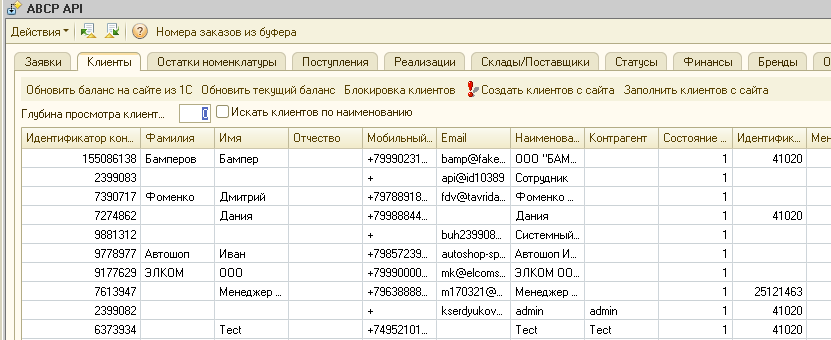 ABCP API
Действия Номера заказов из буфера
Заявки Клиенты Остатки номенклатуры Поступления Реализации Склады/Поставщики Статусы Финансы Бренды О
Обновить баланс на сайте из 1С Обновить текущий баланс Блокировка клиентов Создать клиентов с сайта Заполнить клиентов с сайта
Глубина просмотра клиент... 0 Искать клиентов по наименованию
Идентификатор кон... Фамилия Имя Отчество Мобильный... Email Наименова... Контрагент Состояние ... Идентифик... Мен
155086138 Бамперов Бампер +79990231... bamp@fake... ООО "БАМ... 1 41020
2399083 + api@id10389 Сотрудник 1
7390717 Фоменко Дмитрий +79788918... fdv@tavrida... Фоменко ... 1
7274862 Дания +79988844... Дания 1 41020
9881312 + buh239908... Системный... 1
9778977 Автошоп Иван +79857239... autoshop-sp... Автошоп И... 1
9177629 ЭЛКОМ ООО +79990000... mk@elcoms... ЭЛКОМ ОО... 1
7613947 Менеджер ... +79638888... m170321@... Менеджер ... 1 25121463
2399082 + kserdyukov... admin admin 1 41020
6373934 Тест +74952101... Тест Тест 1 41020